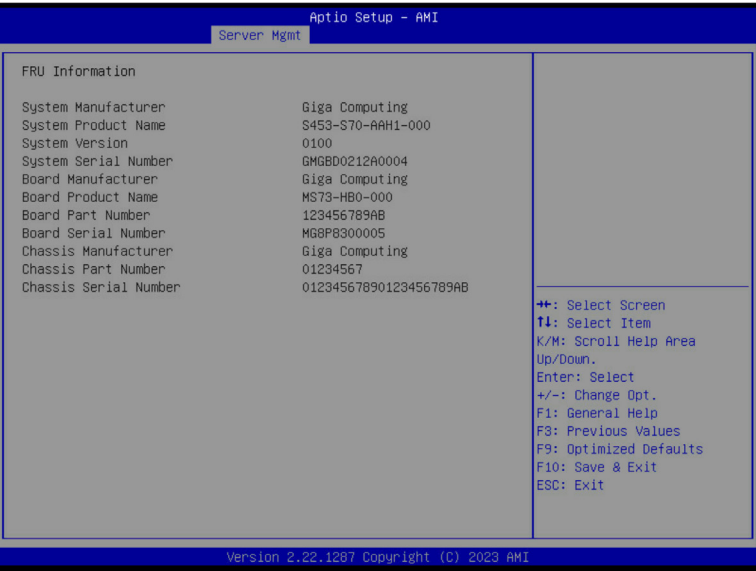 Aptio Setup – AMI
Server Mgmt
FRU Information
System Manufacturer Giga Computing
System Product Name S453-S70-AAH1-000
System Version 0100
System Serial Number GMGBD0212A0004
Board Manufacturer Giga Computing
Board Product Name MS73-HB0-000
Board Part Number 123456789AB
Board Serial Number MG8P8300005
Chassis Manufacturer Giga Computing
Chassis Part Number 01234567
Chassis Serial Number 01234567890123456789AB
→←: Select Screen
↑↓: Select Item
K/M: Scroll Help Area
Up/Down.
Enter: Select
+/-: Change Opt.
F1: General Help
F3: Previous Values
F9: Optimized Defaults
F10: Save & Exit
ESC: Exit
Version 2.22.1287 Copyright (C) 2023 AMI